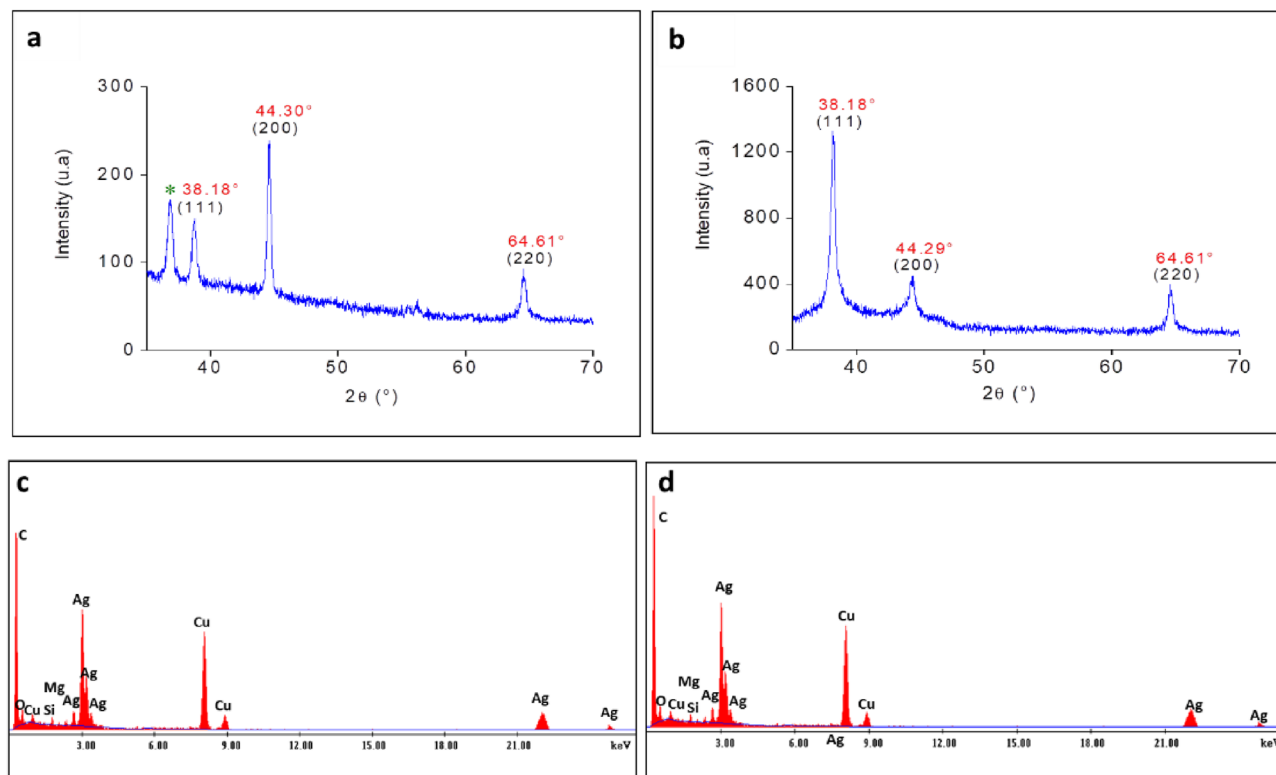 a
300
200
100
0
Intensity (u.a)
*
38.18°
(111)
44.30°
(200)
64.61°
(220)
40
50
60
70
2θ (°)
b
1600
1200
800
400
0
Intensity (u.a)
38.18°
(111)
44.29°
(200)
64.61°
(220)
40
50
60
70
2θ (°)
c
C
O
Cu
Si
Mg
Ag
Ag
Ag
Ag
Cu
Cu
Ag
Ag
3.00
6.00
9.00
12.00
15.00
18.00
21.00
keV
d
C
O
Cu
Si
Mg
Ag
Ag
Ag
Ag
Cu
Cu
Ag
Ag
3.00
6.00
Ag
9.00
12.00
15.00
18.00
21.00
keV